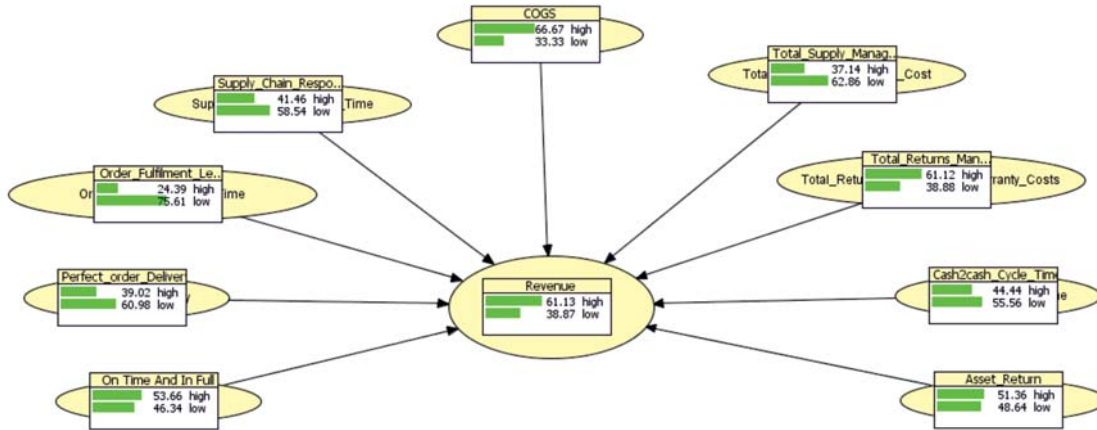 COGS
66.67 high
33.33 low
Total_Supply_Manag...
37.14 high
62.86 low
Tota
Cost
Supply_Chain_Respo...
41.46 high
58.54 low
Sup
Time
Order_Fulfilment_Le...
24.39 high
75.61 low
Or
Time
Total_Returns_Man...
61.12 high
38.88 low
Total_Retu
rranty_Costs
Perfect_order_Deliver
39.02 high
60.98 low
y
Revenue
61.13 high
38.87 low
Cash2cash_Cycle_Time
44.44 high
55.56 low
ne
On Time And In Full
53.66 high
46.34 low
Asset_Return
51.36 high
48.64 low